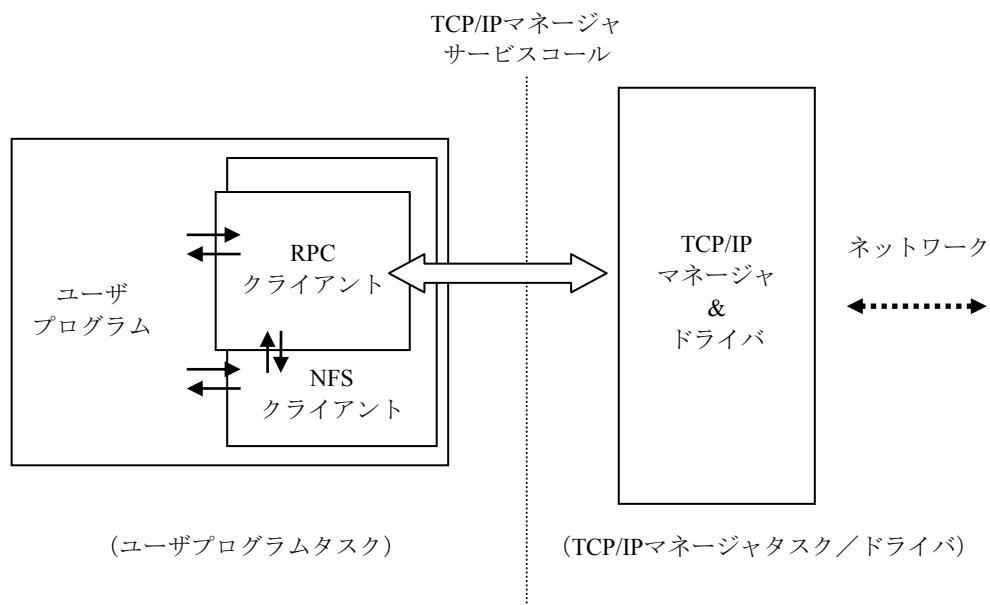 TCP/IPマネージャ
サービスコール
RPC
クライアント
TCP/IP
マネージャ
&
ドライバ
ネットワーク
ユーザ
プログラム
NFS
クライアント
（ユーザプログラムタスク）
（TCP/IPマネージャタスク／ドライバ）